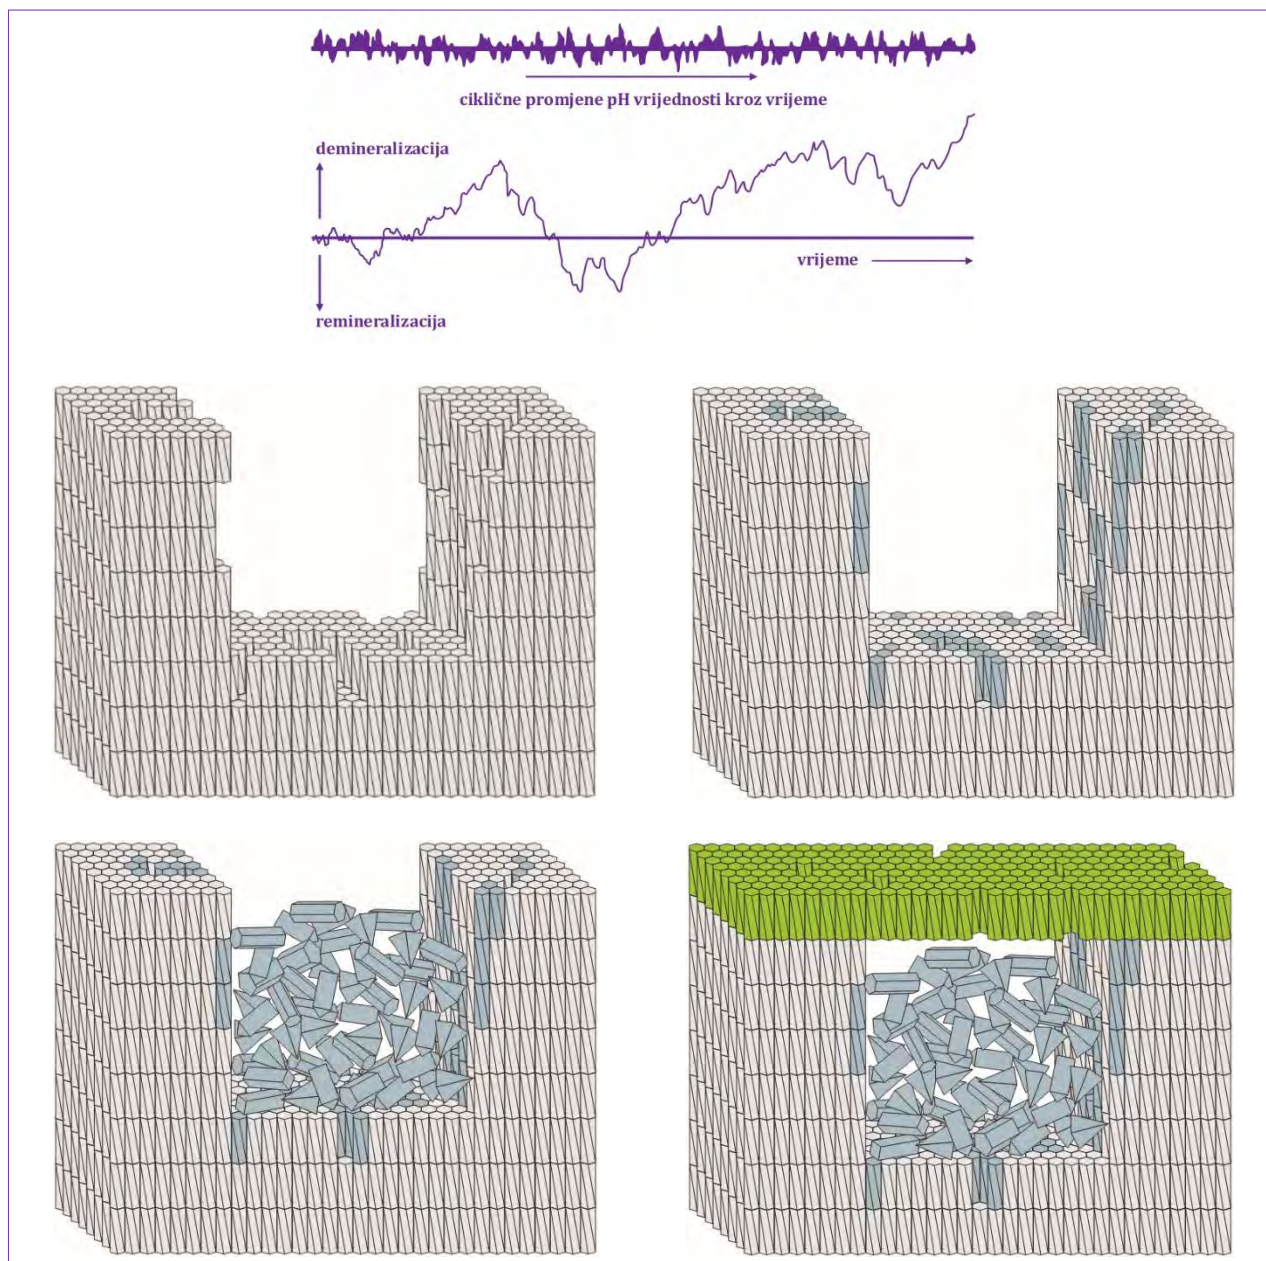 ciklične promjene pH vrijednosti kroz vrijeme
demineralizacija
vrijeme
remineralizacija